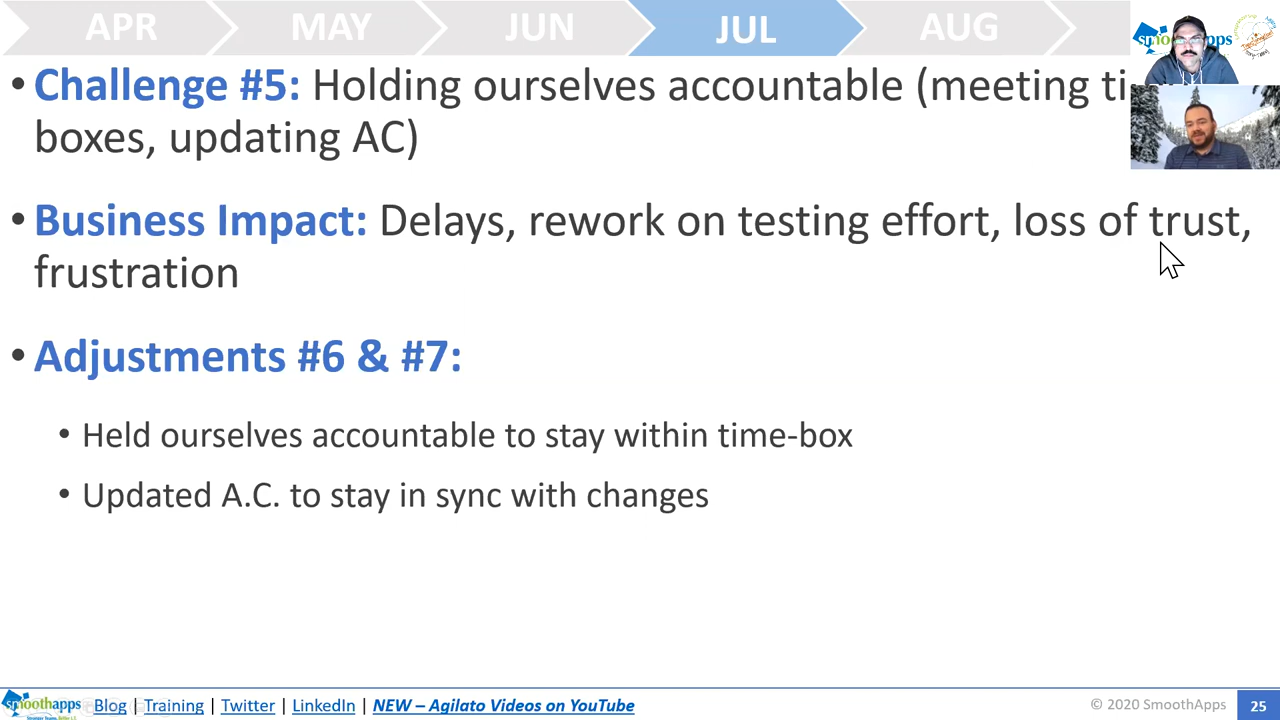 APR MAY JUN JUL AUG
smoothapps
• Challenge #5: Holding ourselves accountable (meeting
boxes, updating AC)
• Business Impact: Delays, rework on testing effort, loss of trust,
frustration
• Adjustments #6 & #7:
• Held ourselves accountable to stay within time-box
• Updated A.C. to stay in sync with changes
smoothapps Blog | Training | Twitter | LinkedIn | NEW – Agilato Videos on YouTube © 2020 SmoothApps 25